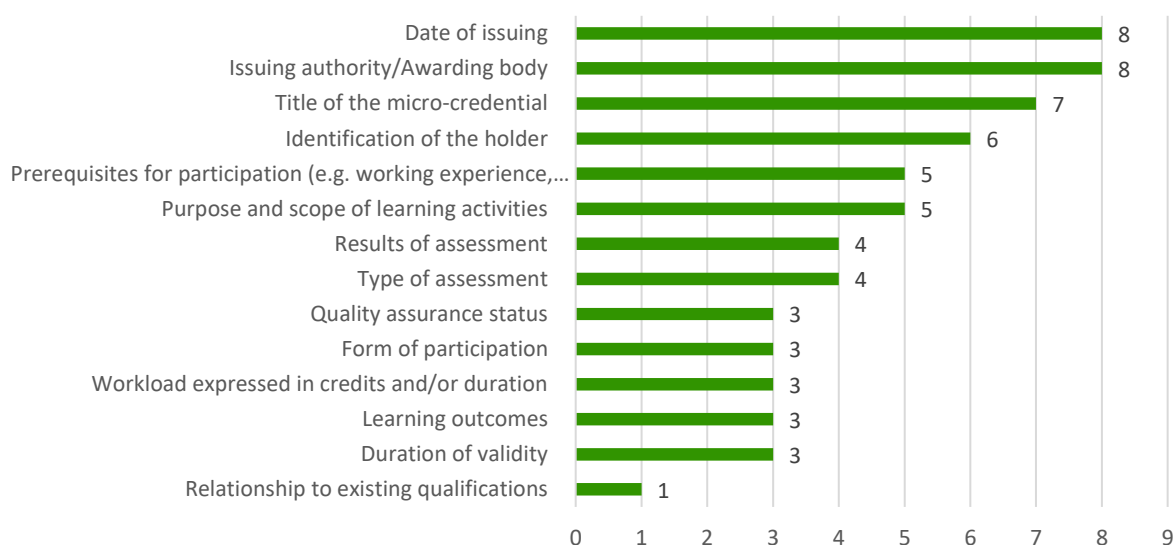 Date of issuing 8
Issuing authority/Awarding body 8
Title of the micro-credential 7
Identification of the holder 6
Prerequisites for participation (e.g. working experience,... 5
Purpose and scope of learning activities 5
Results of assessment 4
Type of assessment 4
Quality assurance status 3
Form of participation 3
Workload expressed in credits and/or duration 3
Learning outcomes 3
Duration of validity 3
Relationship to existing qualifications 1
0 1 2 3 4 5 6 7 8 9